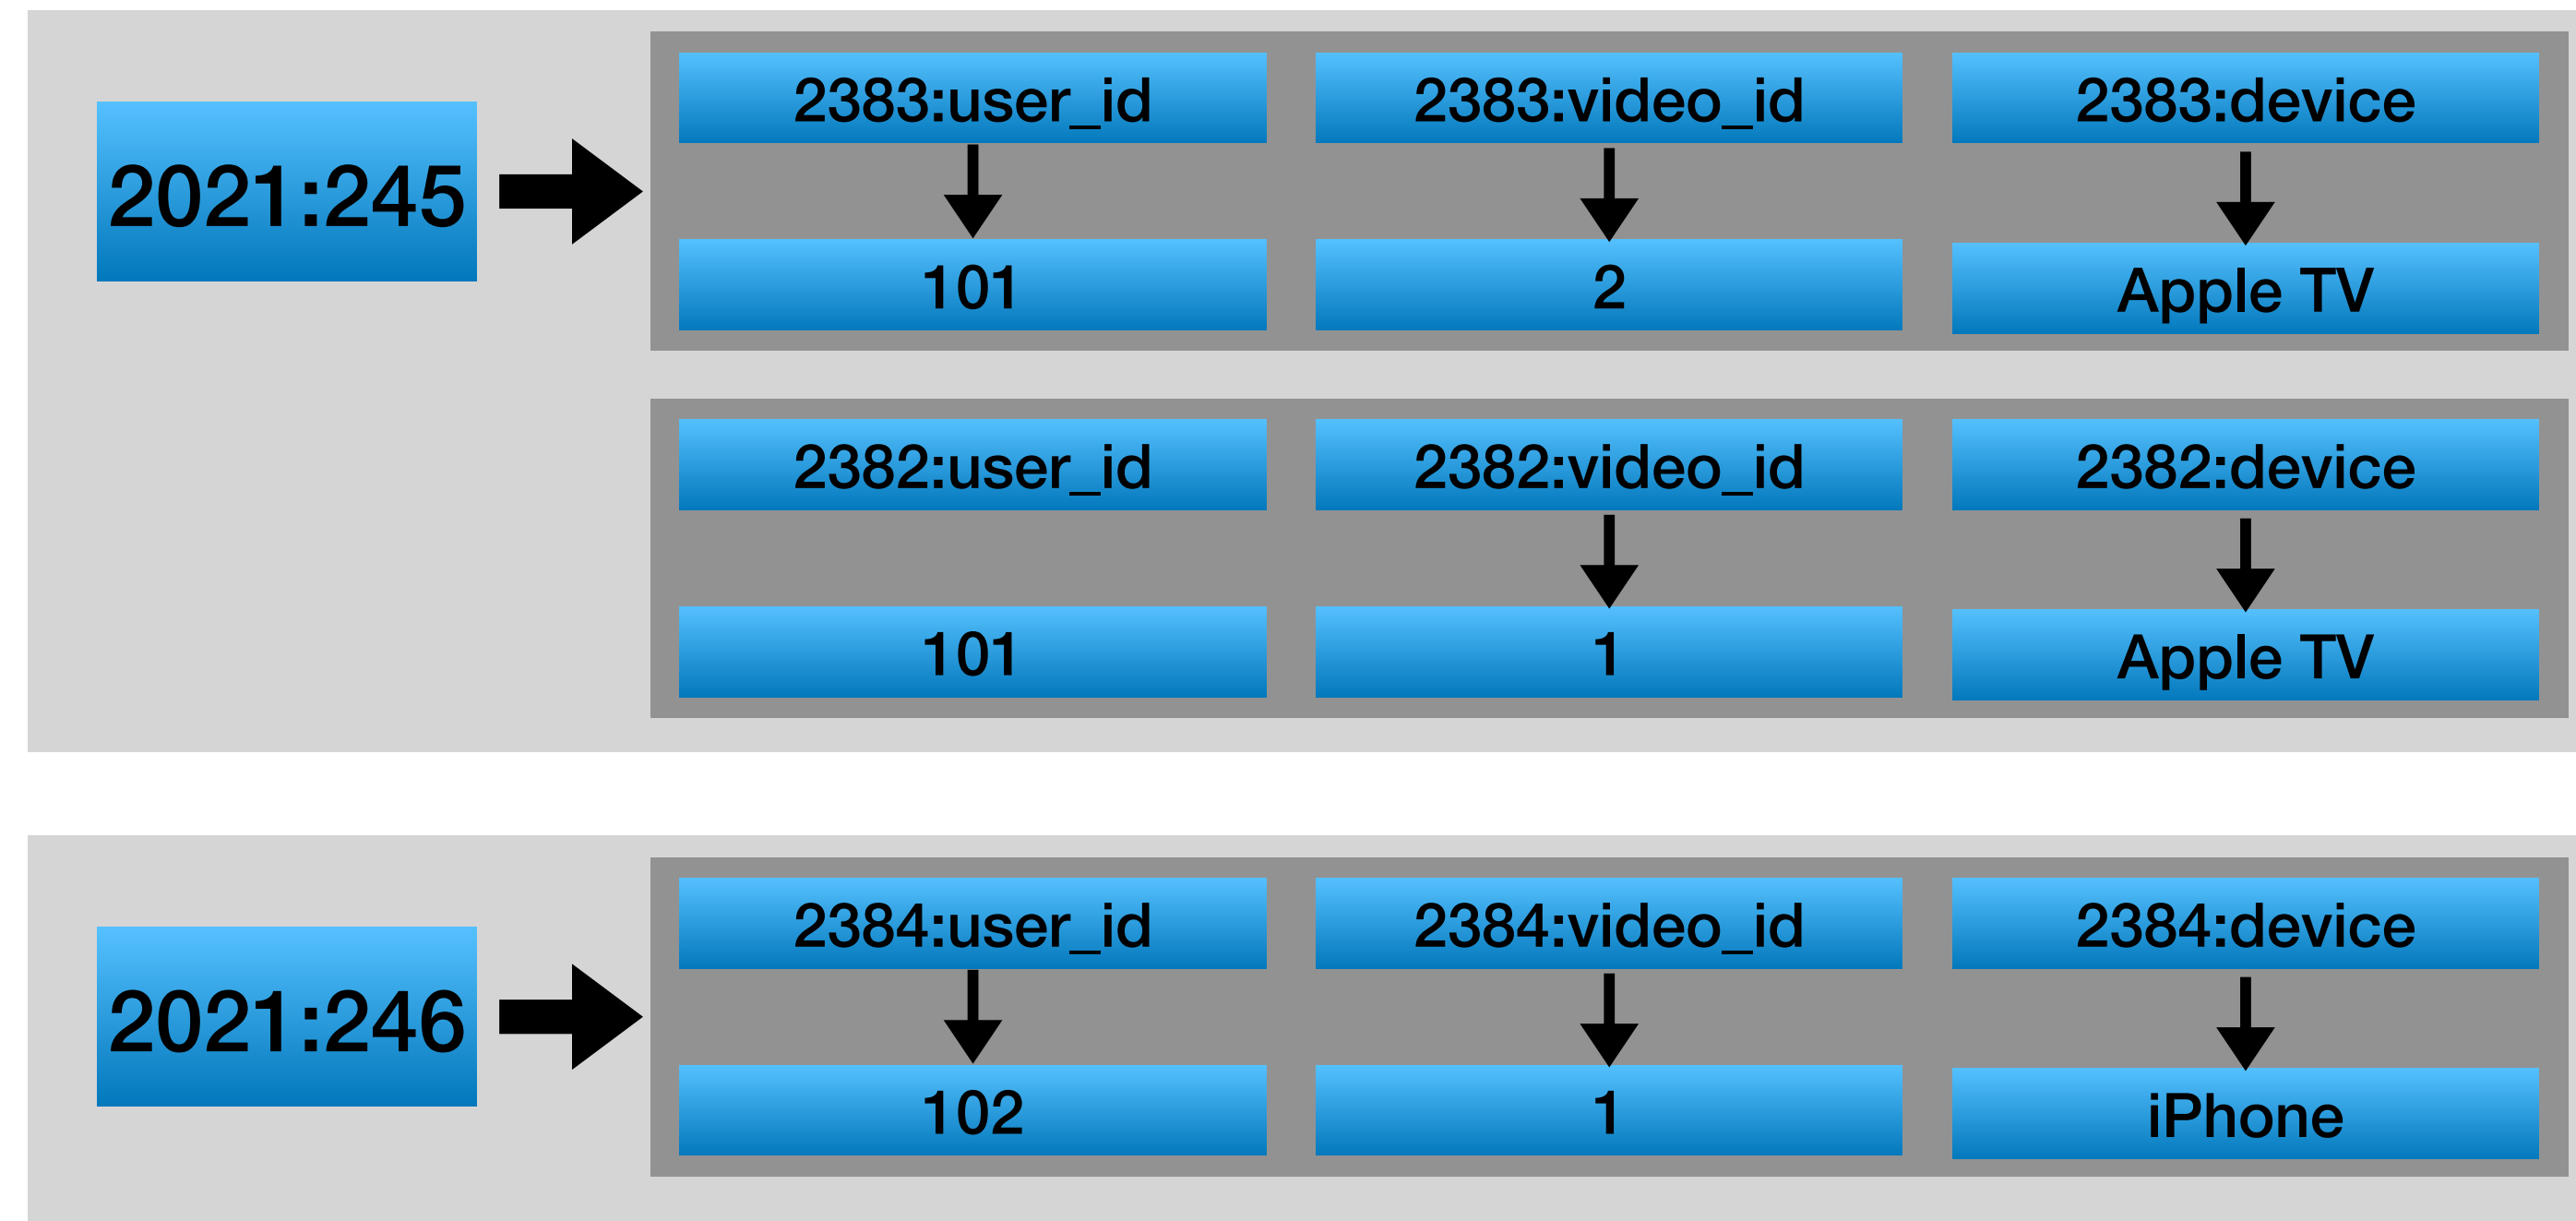 2021:245
2383:user_id 2383:video_id 2383:device
101 2 Apple TV
2382:user_id 2382:video_id 2382:device
101 1 Apple TV
2021:246
2384:user_id 2384:video_id 2384:device
102 1 iPhone